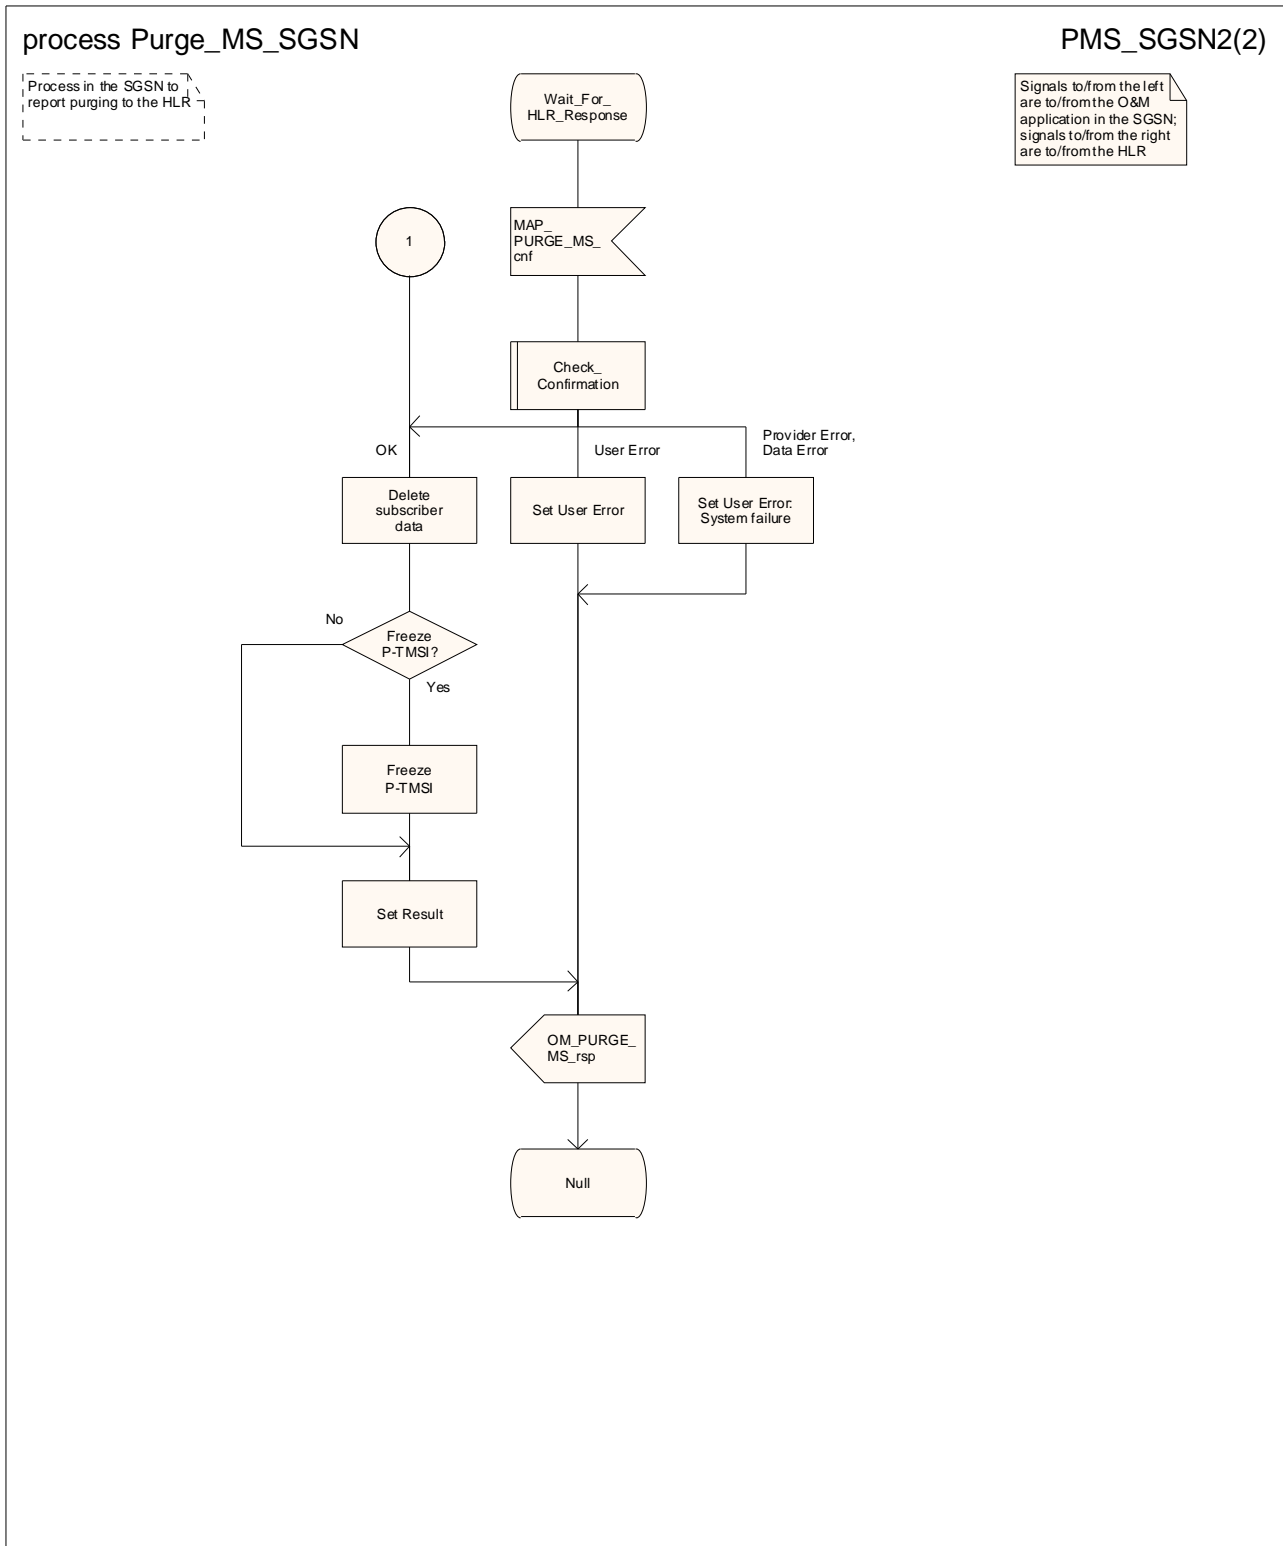 process Purge_MS_SGSN
PMS_SGSN2(2)
Process in the SGSN to
report purging to the HLR
Signals to/from the left
are to/from the O&M
application in the SGSN;
signals to/from the right
are to/from the HLR
Wait_For_
HLR_Response
1
MAP_
PURGE_MS_
cnf
Check_
Confirmation
OK
User Error
Provider Error,
Data Error
Delete
subscriber
data
Set User Error
Set User Error:
System failure
No
Freeze
P-TMSI?
Yes
Freeze
P-TMSI
Set Result
OM_PURGE_
MS_rsp
Null